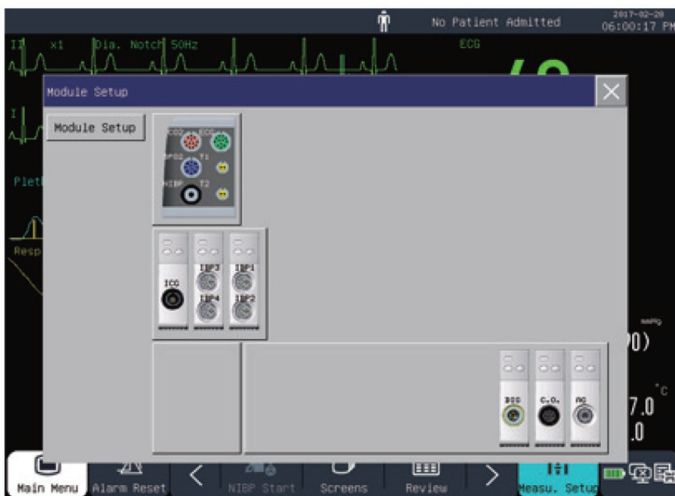 2017-02-28
No Patient Admitted
06:00:17 PM
II x1 Dia. Notch 50Hz
ECG
Module Setup
I
Module Setup
CO2 ECG
SPO2 T1
NIBP T2
Resp
IBP3 IBP1
ICG
IBP4 IBP2
mmHg
0)
BIS C.O. AG
°C
7.0
.0
Main Menu
Alarm Reset
NIBP Start
Screens
Review
Measu. Setup